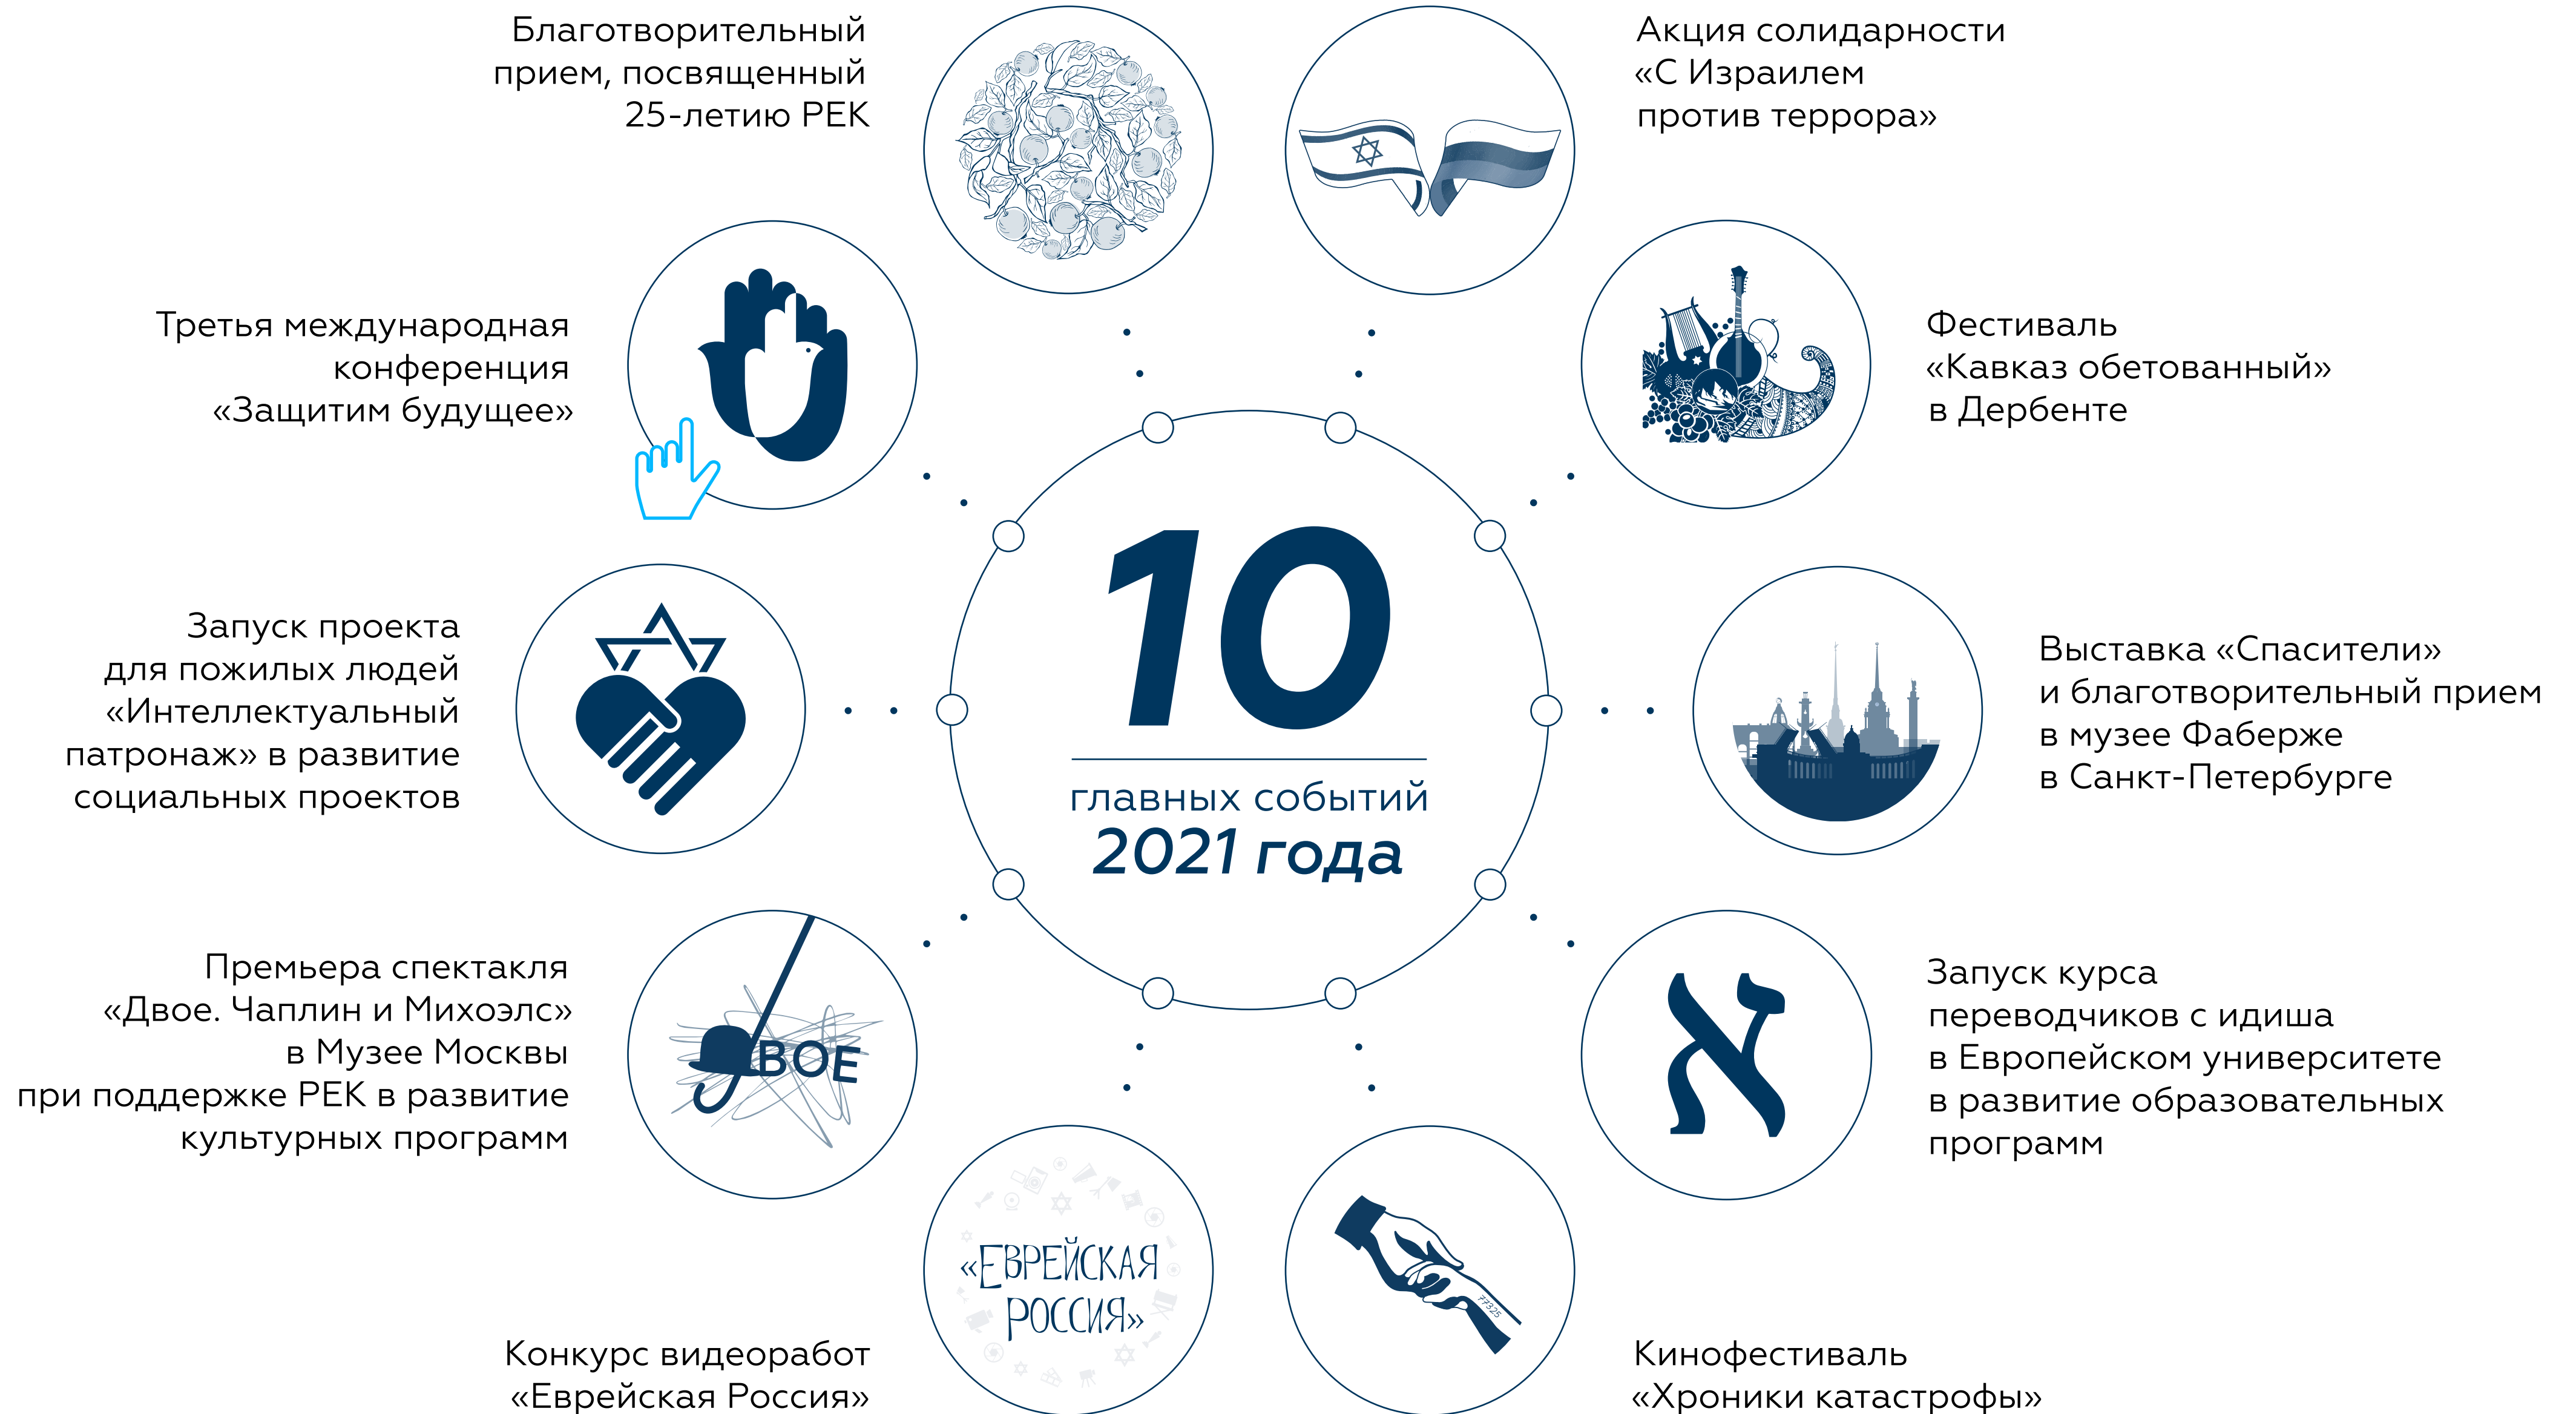 Благотворительный
прием, посвященный
25-летию РЕК
Акция солидарности
«С Израилем
против террора»
Третья международная
конференция
«Защитим будущее»
Фестиваль
«Кавказ обетованный»
в Дербенте
10
главных событий
2021 года
Запуск проекта
для пожилых людей
«Интеллектуальный
патронаж» в развитие
социальных проектов
Выставка «Спасители»
и благотворительный прием
в музее Фаберже
в Санкт-Петербурге
Премьера спектакля
«Двое. Чаплин и Михоэлс»
в Музее Москвы
при поддержке РЕК в развитие
культурных программ
ВОЕ
Запуск курса
переводчиков с идиша
в Европейском университете
в развитие образовательных
программ
א
«ЕВРЕЙСКАЯ
РОССИЯ»
77325
Конкурс видеоработ
«Еврейская Россия»
Кинофестиваль
«Хроники катастрофы»